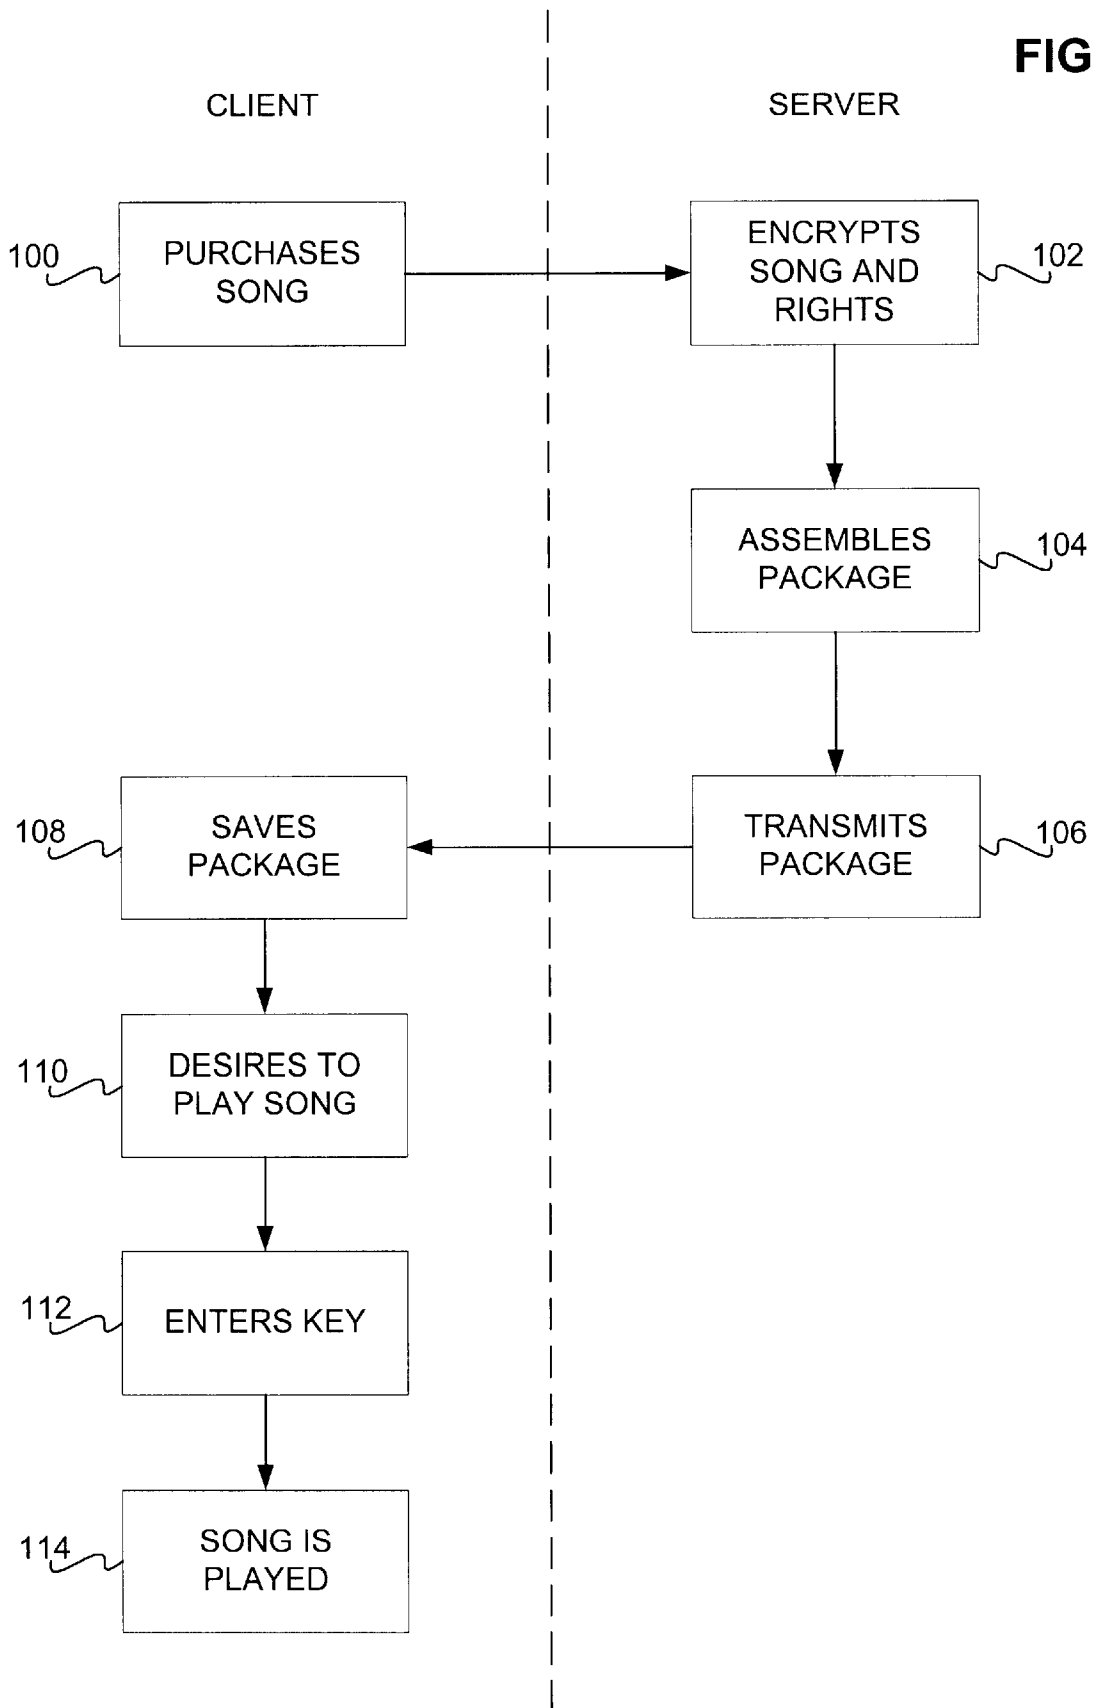 FIG
CLIENT
SERVER
100
PURCHASES
SONG
ENCRYPTS
SONG AND
RIGHTS
102
ASSEMBLES
PACKAGE
104
108
SAVES
PACKAGE
TRANSMITS
PACKAGE
106
110
DESIRES TO
PLAY SONG
112
ENTERS KEY
114
SONG IS
PLAYED